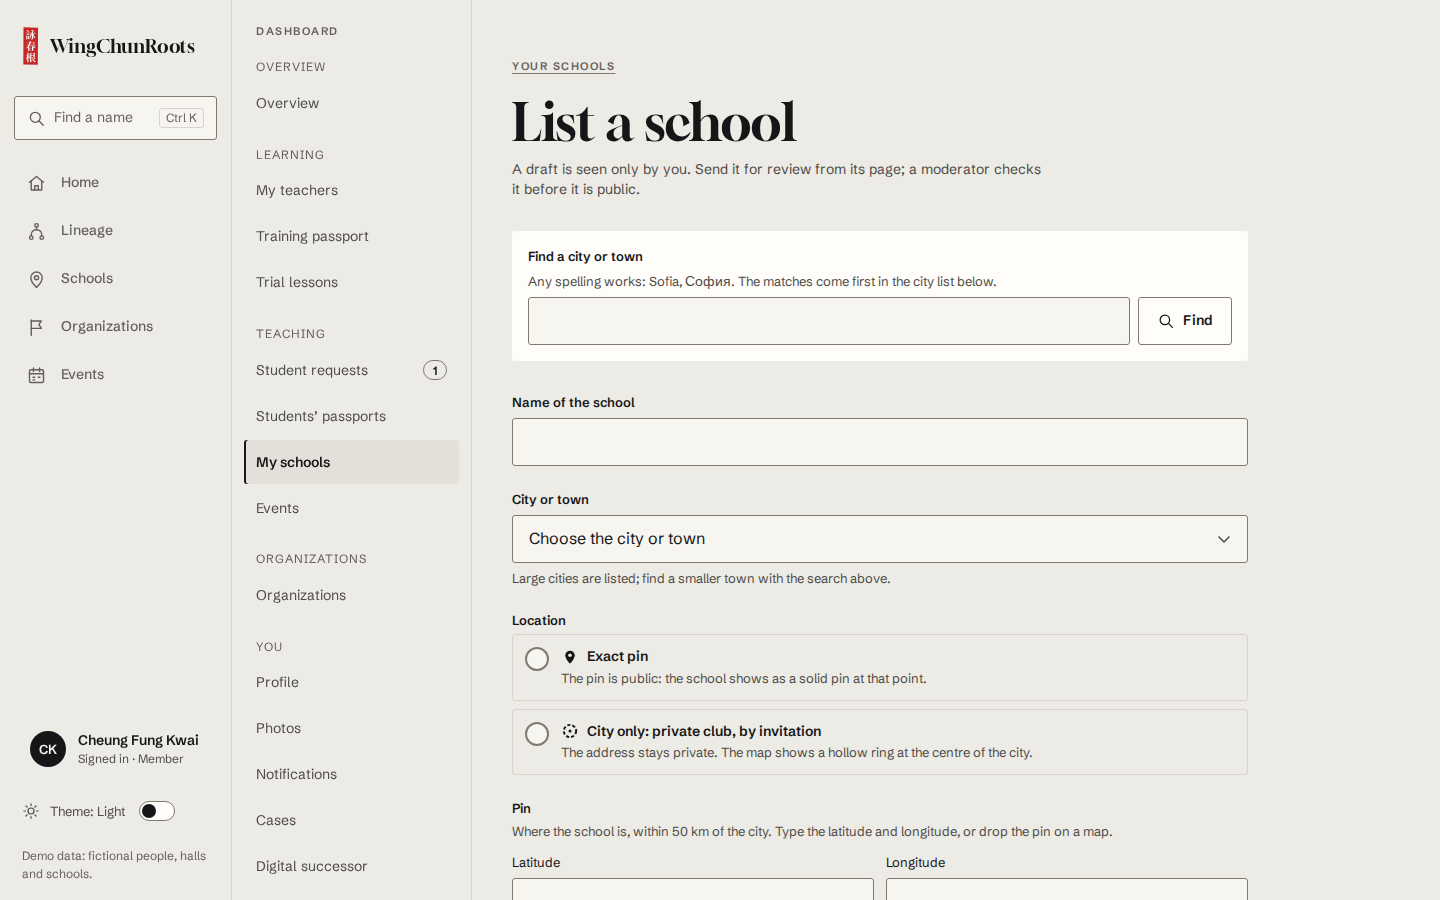 詠春根
WingChunRoots
Find a name
Ctrl K
Home
Lineage
Schools
Organizations
Events
CK
Cheung Fung Kwai
Signed in · Member
Theme: Light
Demo data: fictional people, halls
and schools.
DASHBOARD
OVERVIEW
Overview
LEARNING
My teachers
Training passport
Trial lessons
TEACHING
Student requests
1
Students’ passports
My schools
Events
ORGANIZATIONS
Organizations
YOU
Profile
Photos
Notifications
Cases
Digital successor
YOUR SCHOOLS
List a school
A draft is seen only by you. Send it for review from its page; a moderator checks
it before it is public.
Find a city or town
Any spelling works: Sofia, София. The matches come first in the city list below.
Find
Name of the school
City or town
Choose the city or town
Large cities are listed; find a smaller town with the search above.
Location
Exact pin
The pin is public: the school shows as a solid pin at that point.
City only: private club, by invitation
The address stays private. The map shows a hollow ring at the centre of the city.
Pin
Where the school is, within 50 km of the city. Type the latitude and longitude, or drop the pin on a map.
Latitude
Longitude